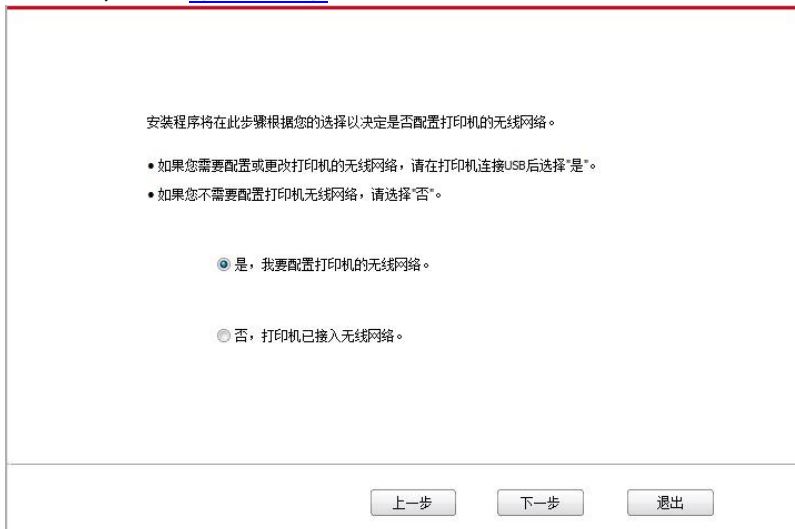 安装程序将在此步骤根据您的选择以决定是否配置打印机的无线网络。
• 如果您需要配置或更改打印机的无线网络，请在打印机连接USB后选择"是"。
• 如果您不需要配置打印机无线网络，请选择"否"。
是，我要配置打印机的无线网络。
否，打印机已接入无线网络。
上一步 下一步 退出